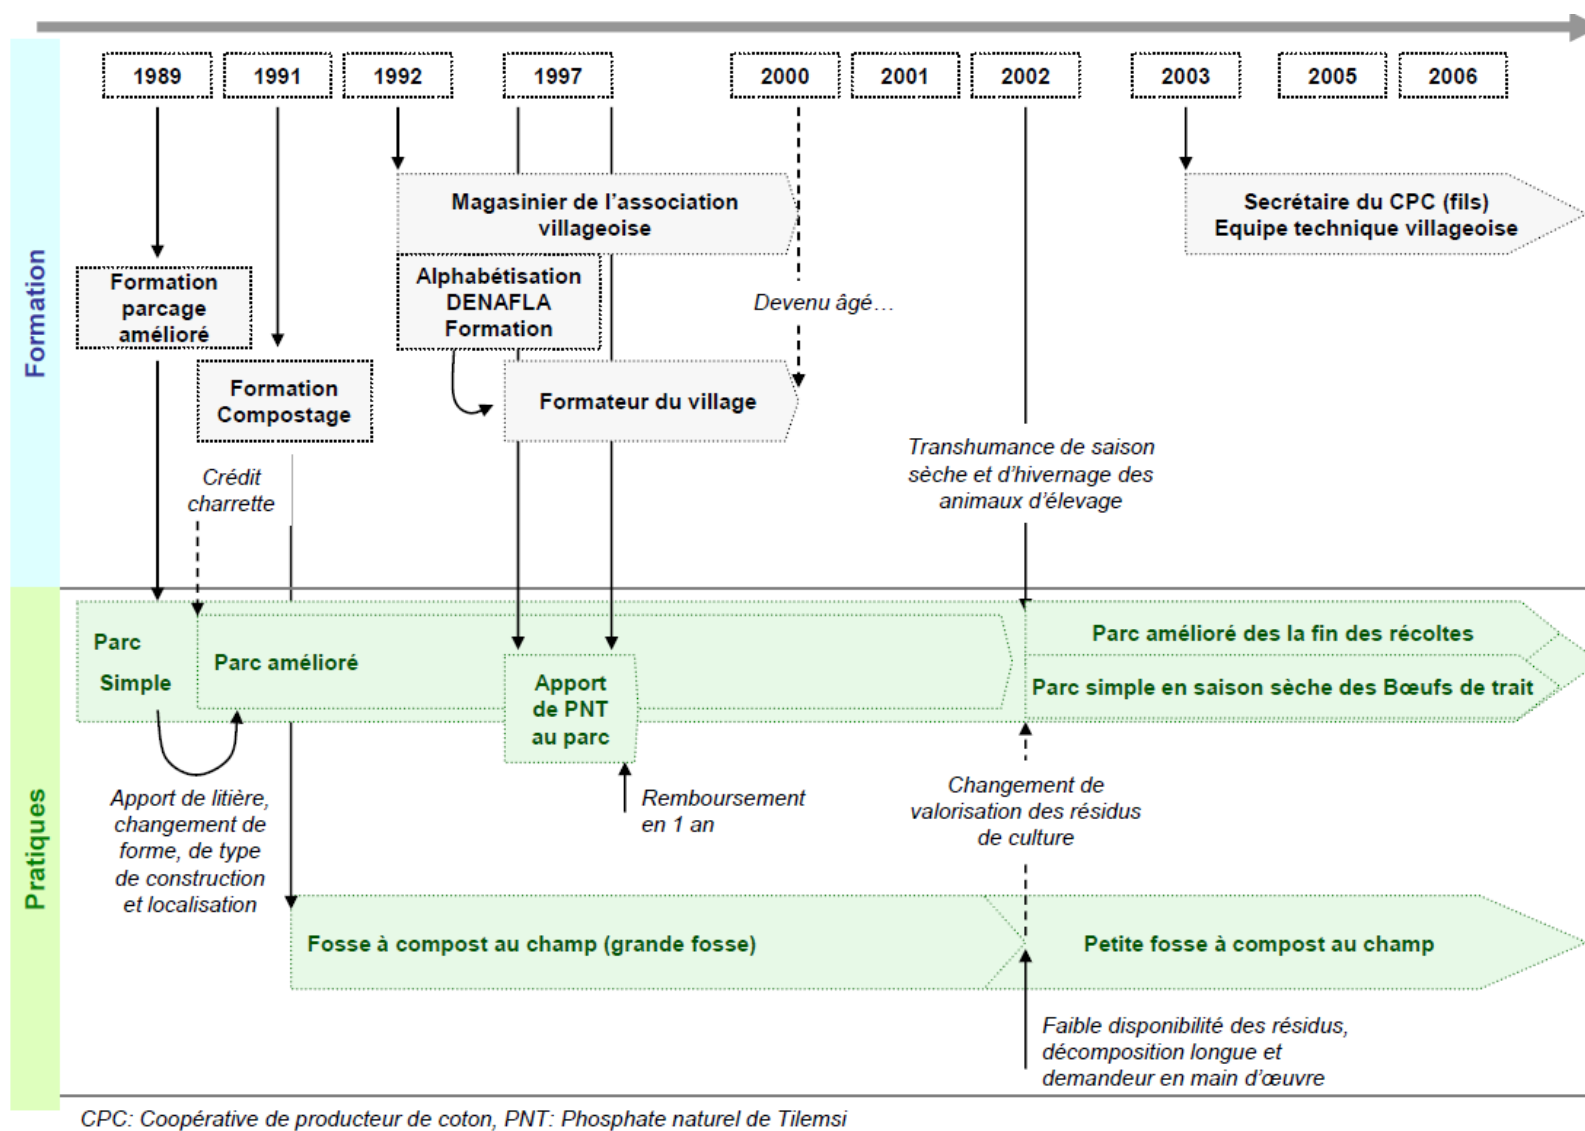 1989
1991
1992
1997
2000
2001
2002
2003
2005
2006
Formation
Magasinier de l'association
villageoise
Secrétaire du CPC (fils)
Equipe technique villageoise
Formation
parcage
amélioré
Alphabétisation
DENAFLA
Formation
Devenu âgé…
Formation
Compostage
Formateur du village
Crédit
charrette
Transhumance de saison
sèche et d'hivernage des
animaux d'élevage
Pratiques
Parc
Simple
Parc amélioré
Apport
de PNT
au parc
Parc amélioré des la fin des récoltes
Parc simple en saison sèche des Bœufs de trait
Apport de litière,
changement de
forme, de type
de construction
et localisation
Remboursement
en 1 an
Changement de
valorisation des résidus
de culture
Fosse à compost au champ (grande fosse)
Petite fosse à compost au champ
Faible disponibilité des résidus,
décomposition longue et
demandeur en main d'œuvre
CPC: Coopérative de producteur de coton, PNT: Phosphate naturel de Tilemsi